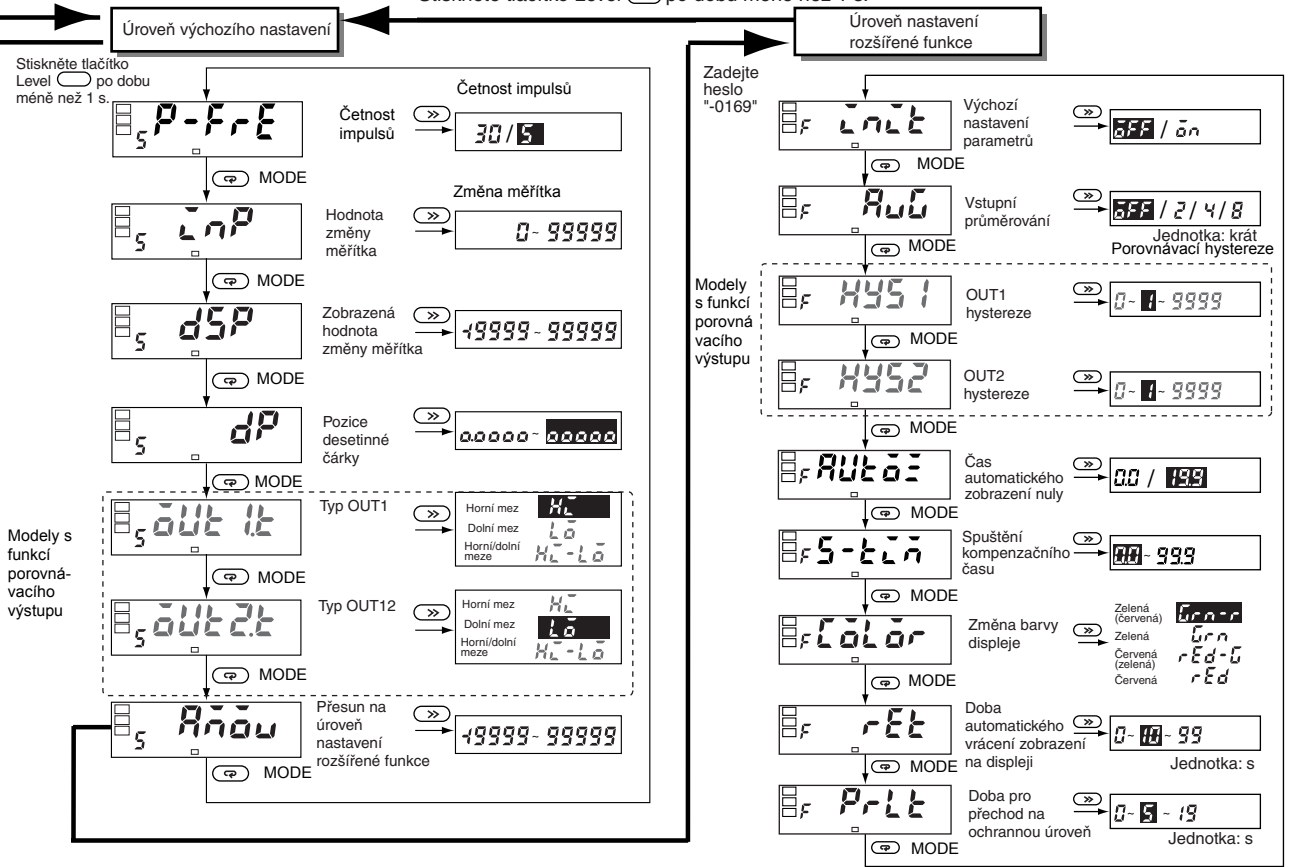 Stiskněte tlačítko Level po dobu méně než 1 s.
Úroveň výchozího nastavení
Stiskněte tlačítko
Level po dobu
méně než 1 s.
Četnost impulsů
S P-FrE
Četnost
impulsů
30/5
MODE
Změna měřítka
S inP
Hodnota
změny
měřítka
0~ 99999
MODE
S dSP
Zobrazená
hodnota
změny měřítka
-19999~ 99999
MODE
S dP
Pozice
desetinné
čárky
0.0000~ 00000
MODE
Modely s
funkcí
porovná-
vacího
výstupu
S oUt 1.t
Typ OUT1
Horní mez Hi
Dolní mez Lo
Horní/dolní
meze Hi-Lo
MODE
S oUt 2.t
Typ OUT12
Horní mez Hi
Dolní mez Lo
Horní/dolní
meze Hi-Lo
MODE
S Amov
Přesun na
úroveň
nastavení
rozšířené funkce
-19999~ 99999
MODE
Úroveň nastavení
rozšířené funkce
Zadejte
heslo
"-0169"
F init
Výchozí
nastavení
parametrů
oFF / on
MODE
F AvG
Vstupní
průměrování
oFF / 2/ 4/ 8
Jednotka: krát
MODE
Porovnávací hystereze
Modely
s funkcí
porovná
vacího
výstupu
F HYS 1
OUT1
hystereze
0~ 1~ 9999
MODE
F HYS2
OUT2
hystereze
0~ 1~ 9999
MODE
F AUtoZ
Čas
automatického
zobrazení nuly
0.0 / 19.9
MODE
F S-tim
Spuštění
kompenzačního
času
0.0~ 99.9
MODE
F CoLor
Změna barvy
displeje
Zelená
(červená) Grn-r
Zelená Grn
Červená
(zelená) rEd-G
Červená rEd
MODE
F rEt
Doba
automatického
vrácení zobrazení
na displeji
0~ 10~ 99
Jednotka: s
MODE
F PrLt
Doba pro
přechod na
ochrannou úroveň
0~ 5 ~ 19
Jednotka: s
MODE